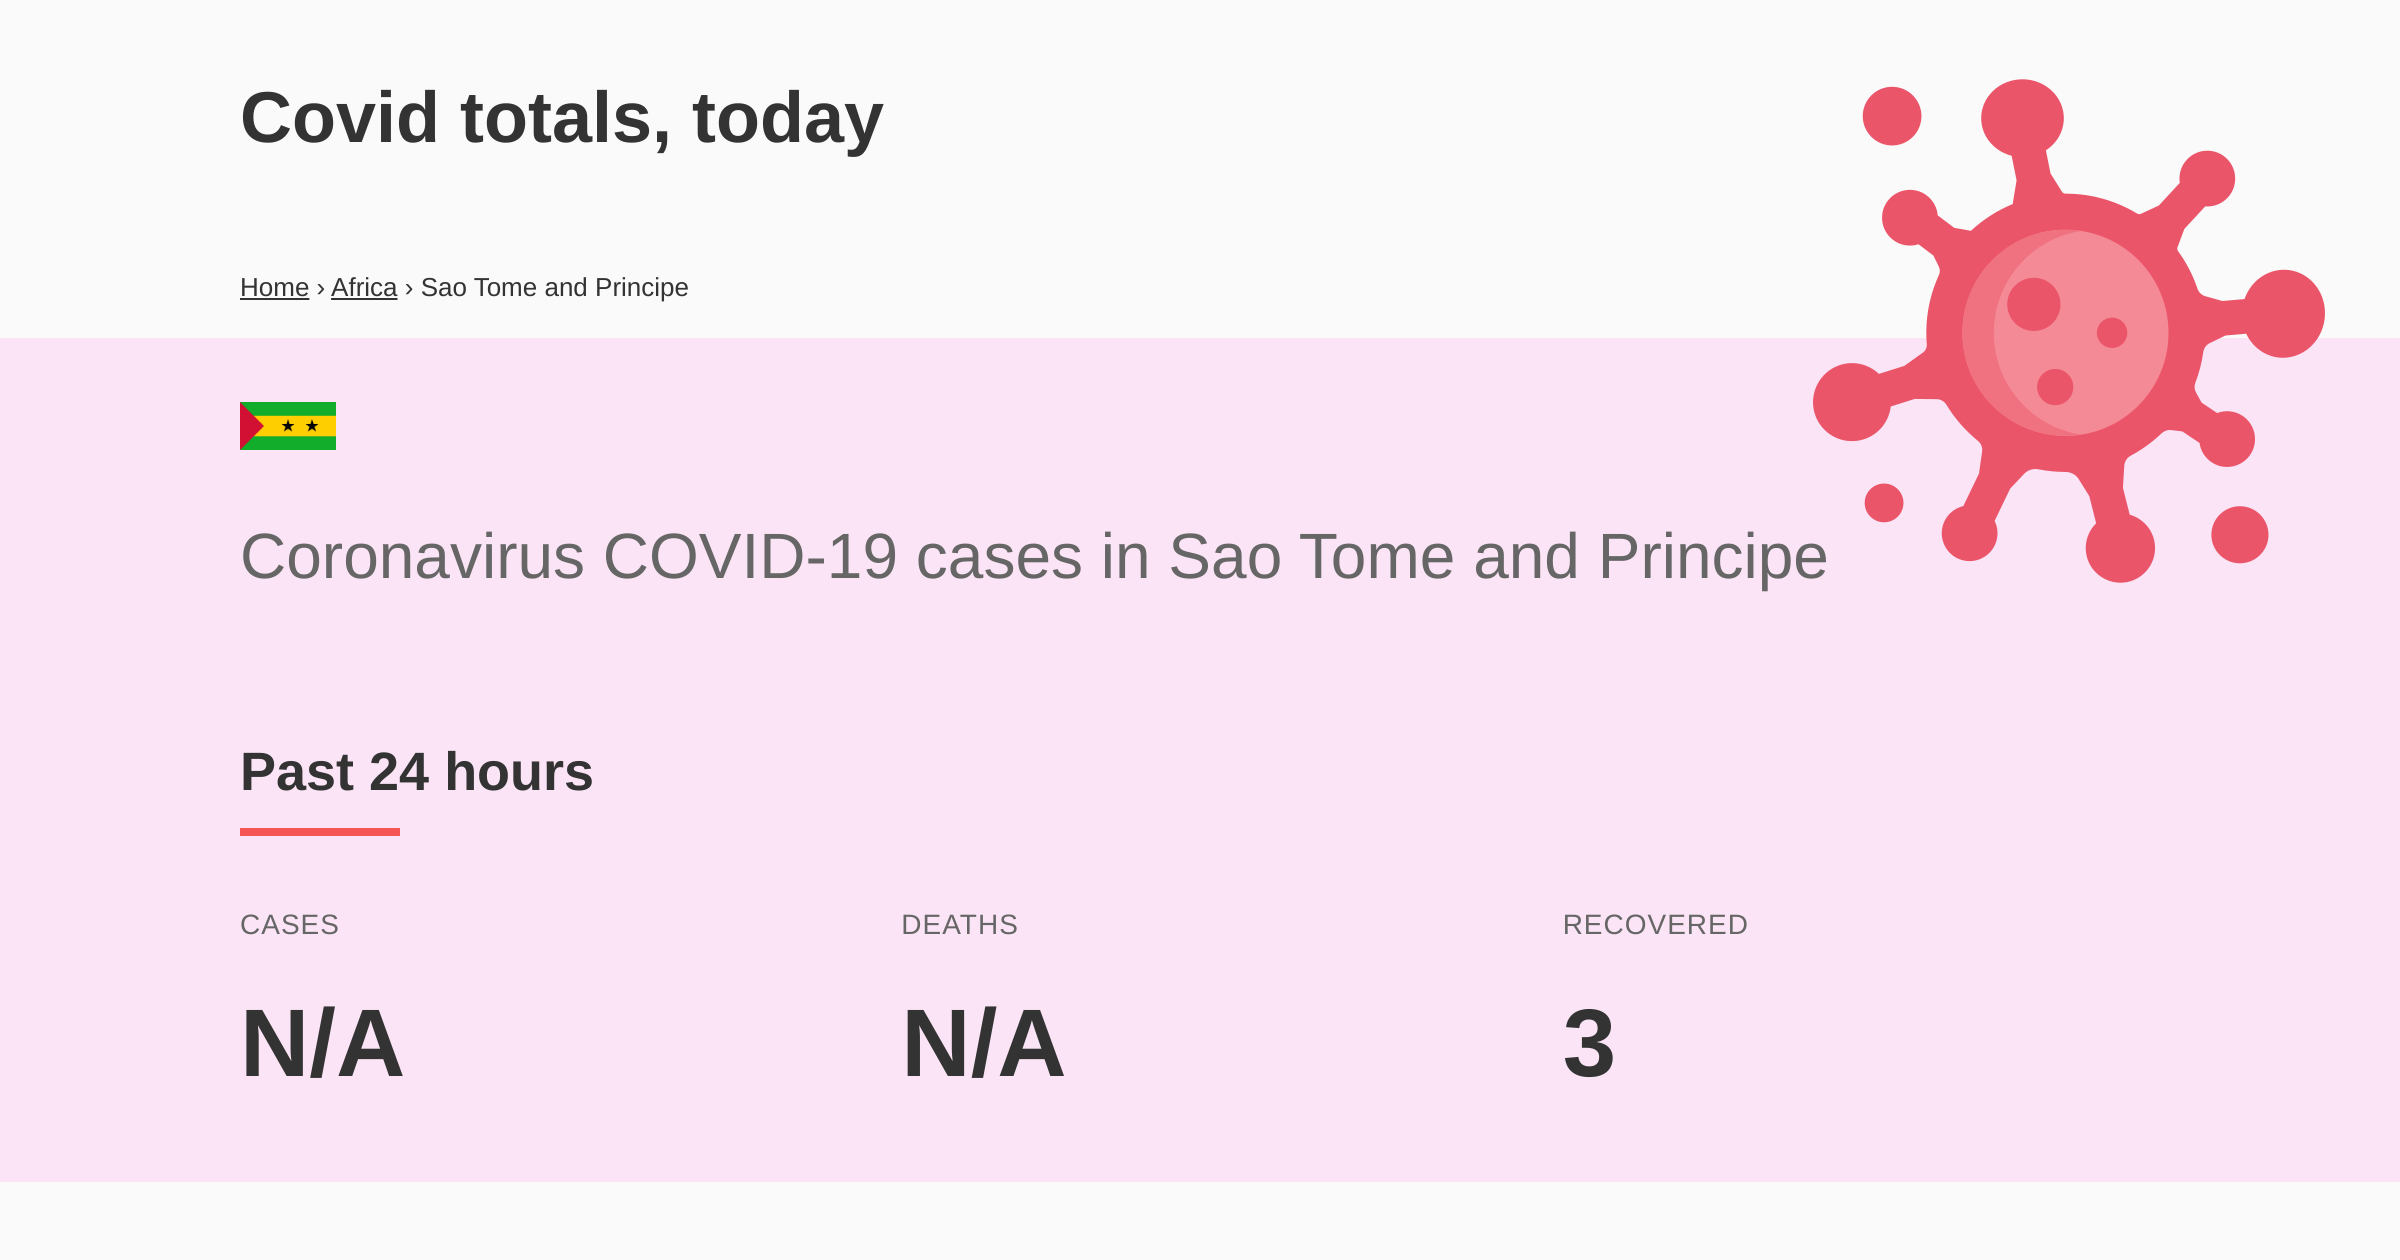 Covid totals, today
Home › Africa › Sao Tome and Principe
Coronavirus COVID-19 cases in Sao Tome and Principe
Past 24 hours
CASES
DEATHS
RECOVERED
N/A
N/A
3